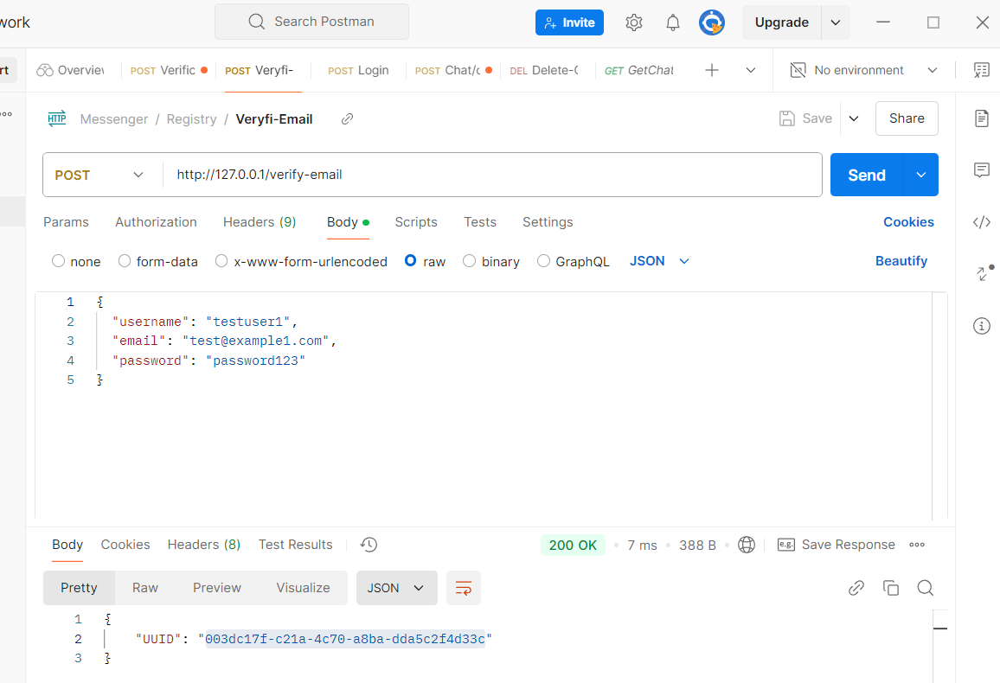 work
Search Postman
Invite
Upgrade
rt
Overview
POST Verific
POST Veryfi-
POST Login
POST Chat/c
DEL Delete-C
GET GetChat
No environment
HTTP Messenger / Registry / Veryfi-Email
Save
Share
POST
http://127.0.0.1/verify-email
Send
Params Authorization Headers (9) Body Scripts Tests Settings Cookies
none form-data x-www-form-urlencoded raw binary GraphQL JSON Beautify
1 {
2 "username": "testuser1",
3 "email": "test@example1.com",
4 "password": "password123"
5 }
Body Cookies Headers (8) Test Results 200 OK 7 ms 388 B e.g. Save Response
Pretty Raw Preview Visualize JSON
1 {
2 "UUID": "003dc17f-c21a-4c70-a8ba-dda5c2f4d33c"
3 }